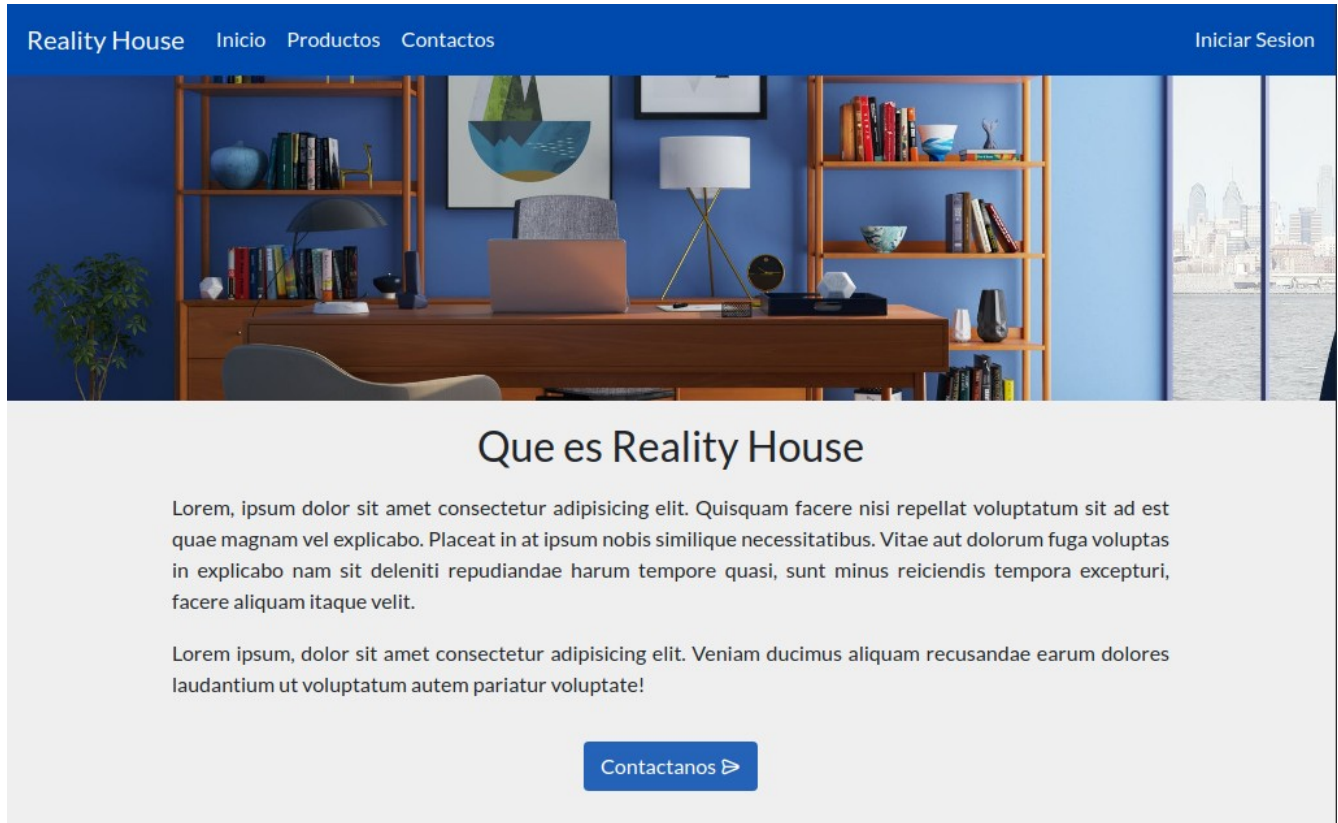 Reality House Inicio Productos Contactos Iniciar Sesion
Que es Reality House
Lorem, ipsum dolor sit amet consectetur adipisicing elit. Quisquam facere nisi repellat voluptatum sit ad est
quae magnam vel explicabo. Placeat in at ipsum nobis similique necessitatibus. Vitae aut dolorum fuga voluptas
in explicabo nam sit deleniti repudiandae harum tempore quasi, sunt minus reiciendis tempora excepturi,
facere aliquam itaque velit.
Lorem ipsum, dolor sit amet consectetur adipisicing elit. Veniam ducimus aliquam recusandae earum dolores
laudantium ut voluptatum autem pariatur voluptate!
Contactanos